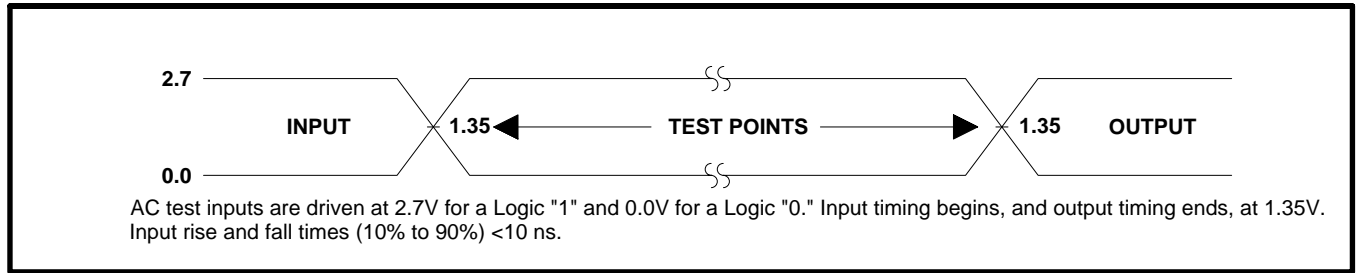 2.7
INPUT 1.35 TEST POINTS 1.35 OUTPUT
0.0
AC test inputs are driven at 2.7V for a Logic "1" and 0.0V for a Logic "0." Input timing begins, and output timing ends, at 1.35V.
Input rise and fall times (10% to 90%) <10 ns.